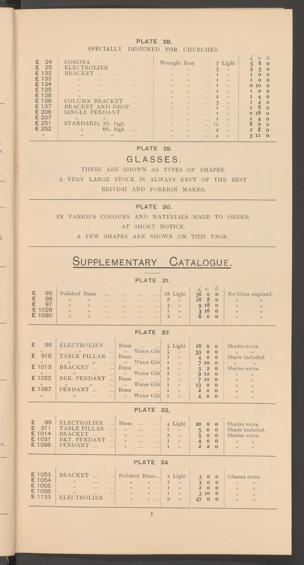 PLATE 28.
SPECIALLY DESIGNED FOR CHURCHES.
£ s. d.
E 24 CORONA Wrought Iron 7 Light 5 8 0
E 25 ELECTROLIER 3 " 4 5 0
E 132 BRACKET 1 " 1 0 0
E 133 1 " 1 0 0
E 134 1 " 0 10 0
E 135 1 " 1 0 0
E 138 2 " 1 4 0
E 136 COLUMN BRACKET 3 " 1 4 0
E 137 BRACKET AND DROP 1 " 1 8 0
E 206 SINGLE PENDANT 1 " 0 18 0
E 207 1 " 1 4 0
E 251 STANDARD, 7ft. high 11 " 8 0 0
E 252 " 6ft. high 2 8 0
3 11 0
PLATE 29.
GLASSES.
THESE ARE SHOWN AS TYPES OF SHAPES.
A VERY LARGE STOCK IS ALWAYS KEPT OF THE BEST
BRITISH AND FOREIGN MAKES.
PLATE 30.
IN VARIOUS COLOURS AND MATERIALS MADE TO ORDER
AT SHORT NOTICE.
A FEW SHAPES ARE SHOWN ON THIS PAGE.
SUPPLEMENTARY CATALOGUE.
PLATE 31.
£ s. d.
E 95 Polished Brass 18 Light 36 0 0 No Glass required.
E 96 8 " 18 8 0
E 97 3 " 9 18 0
E 1029 1 " 3 16 0
E 1030 2 " 6 0 0
PLATE 32.
E 98 ELECTROLIER Brass 5 Light 18 0 0 Shades extra.
" Water Gilt 5 " 33 0 0
E 310 TABLE PILLAR Brass 1 " 4 0 0 Shade included.
" Water Gilt 1 " 7 10 0
E 1013 BRACKET Brass 2 " 5 2 0 Shades extra.
" Water Gilt 2 " 9 12 0
E 1022 BKT. PENDANT Brass 1 " 7 10 0
" Water Gilt 1 " 13 0 0
E 1097 PENDANT Brass 1 " 2 0 0
" Water Gilt 1 " 4 0 0
PLATE 33.
E 99 ELECTROLIER Brass 4 Light 20 0 0 Shades extra.
E 311 TABLE PILLAR 1 " 5 0 0 Shade included.
E 1014 BRACKET 2 " 5 0 0 Shades extra.
E 1031 BKT. PENDANT 1 " 4 0 0
E 1098 PENDANT 1 " 2 2 0
PLATE 34.
E 1053 BRACKET Polished Brass 2 Light 3 0 0 Glasses extra.
E 1054 2 " 3 0 0
E 1055 1 " 2 0 0
E 1056 1 " 3 10 0
E 1133 ELECTROLIER 9 " 47 0 0